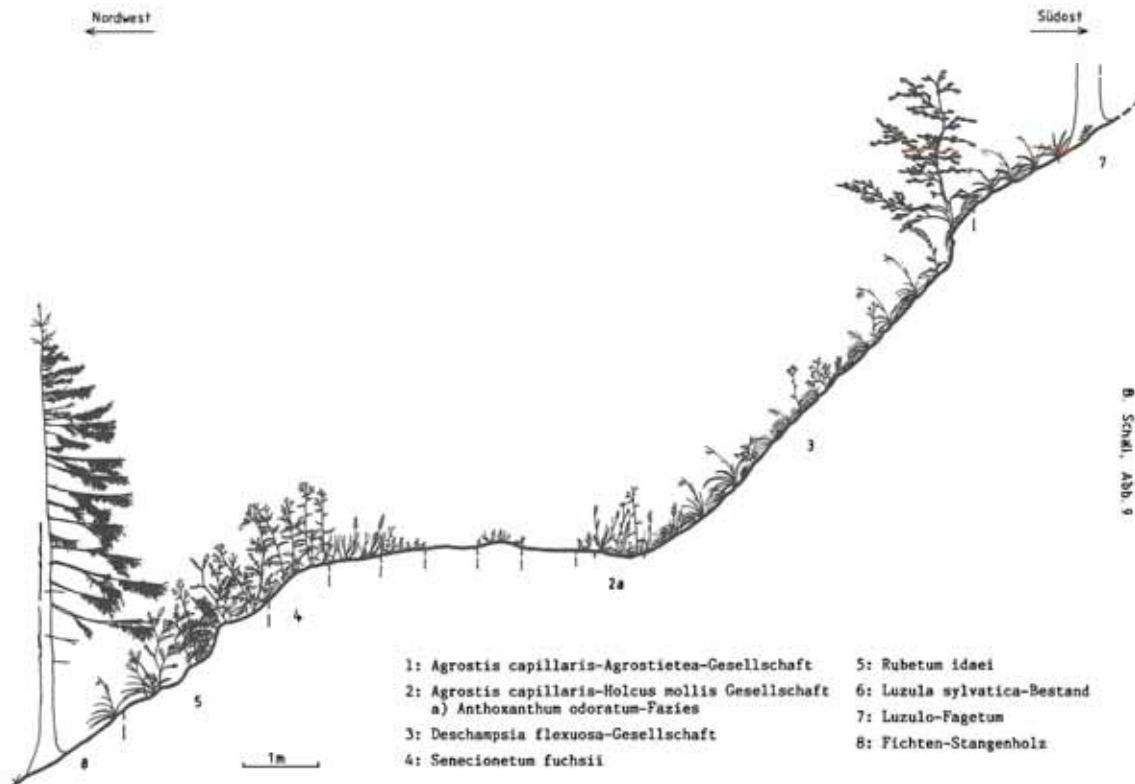 Nordwest
Südost
7
3
2a
4
5
8
1m
1: Agrostis capillaris-Agrostietea-Gesellschaft
2: Agrostis capillaris-Holcus mollis Gesellschaft
a) Anthoxanthum odoratum-Fazies
3: Deschampsia flexuosa-Gesellschaft
4: Senecionetum fuchsii
5: Rubetum idaei
6: Luzula sylvatica-Bestand
7: Luzulo-Fagetum
8: Fichten-Stangenholz
B. Abb. 9